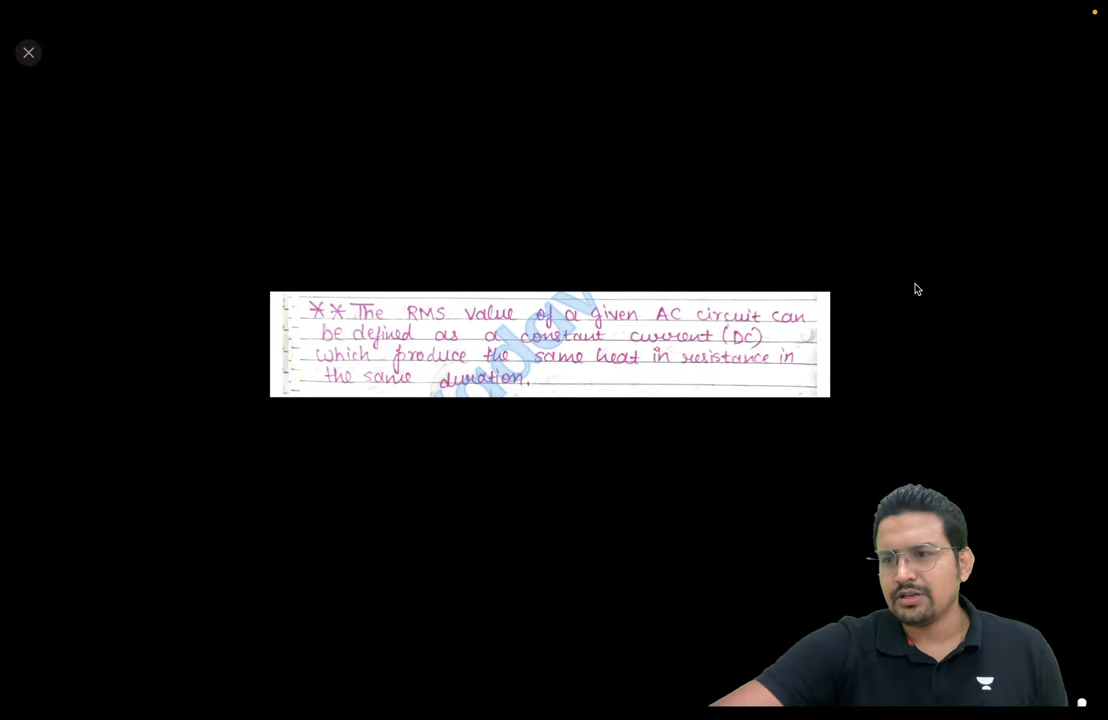 ** The RMS value of a given AC circuit can
be defined as a constant current (DC)
which produce the same heat in resistance in
the same duration.